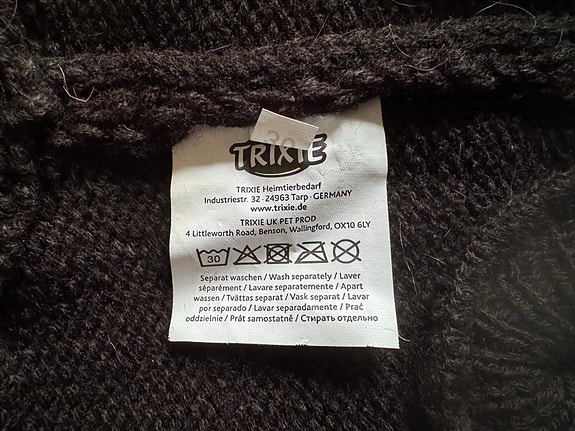 30
TRIXIE
TRIXIE Heimtierbedarf
Industriestr. 32 · 24963 Tarp · GERMANY
www.trixie.de
TRIXIE UK PET PROD
4 Littleworth Road, Benson, Wallingford, OX10 6LY
30
Separat waschen / Wash separately / Laver
séparément / Lavare separatemente / Apart
wassen / Tvättas separat / Vask separat / Lavar
por separado / Lavar separadamente / Prać
oddzielnie / Prát samostatně / Стирать отдельно